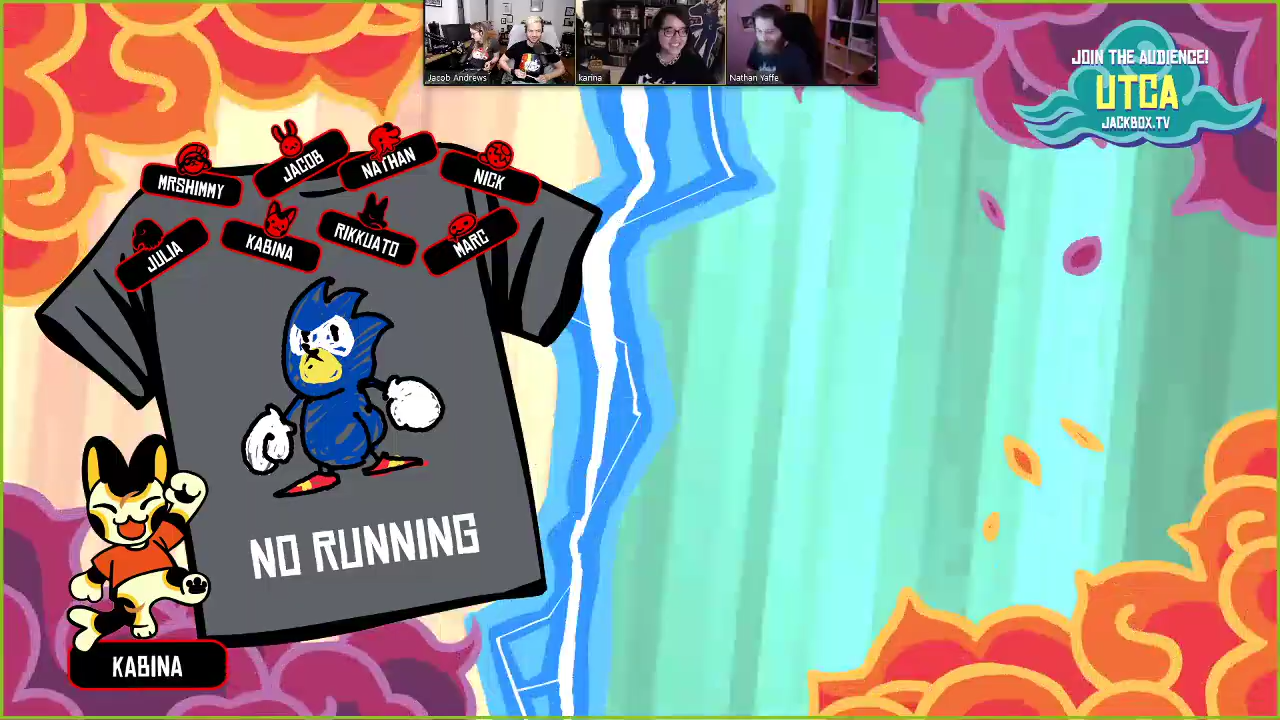 Jacob Andrews
karina
Nathan Yaffe
JOIN THE AUDIENCE!
UTCA
JACKBOX.TV
MRSHIMMY
JACOB
NATHAN
NICK
JULIA
KABINA
RIKKUATO
MARC
NO RUNNING
KABINA